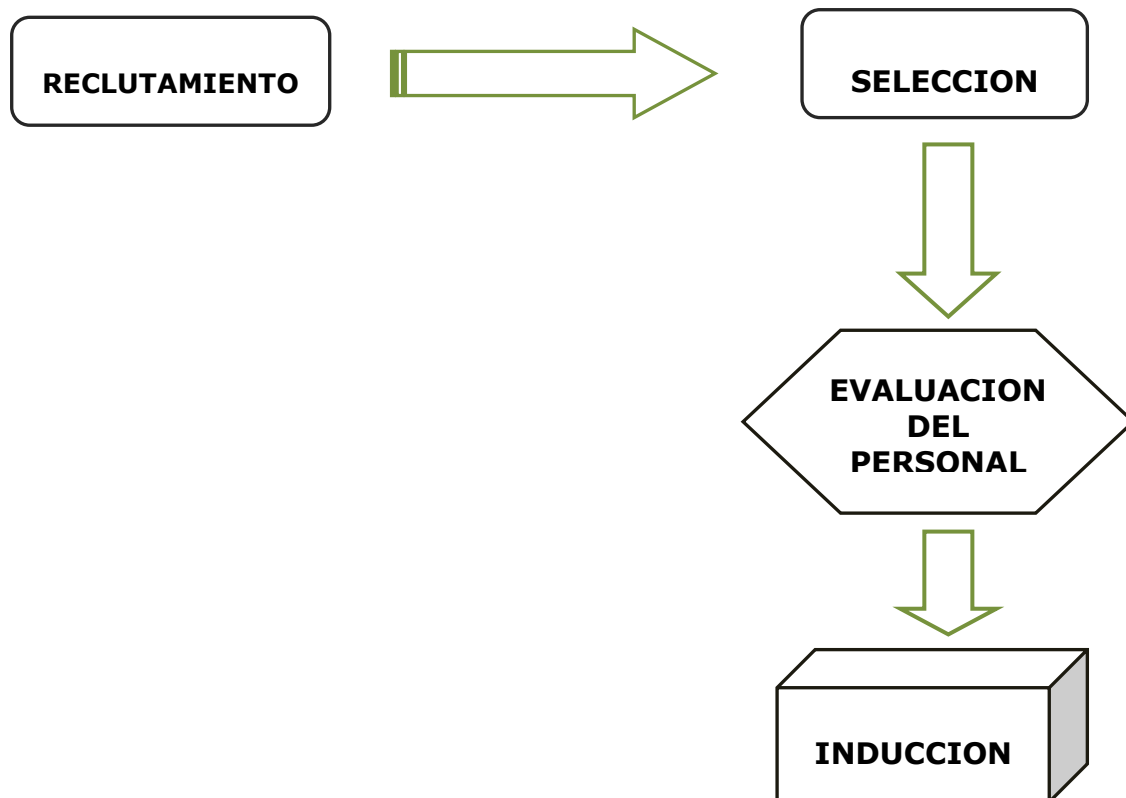 RECLUTAMIENTO
SELECCION
EVALUACION
DEL
PERSONAL
INDUCCION